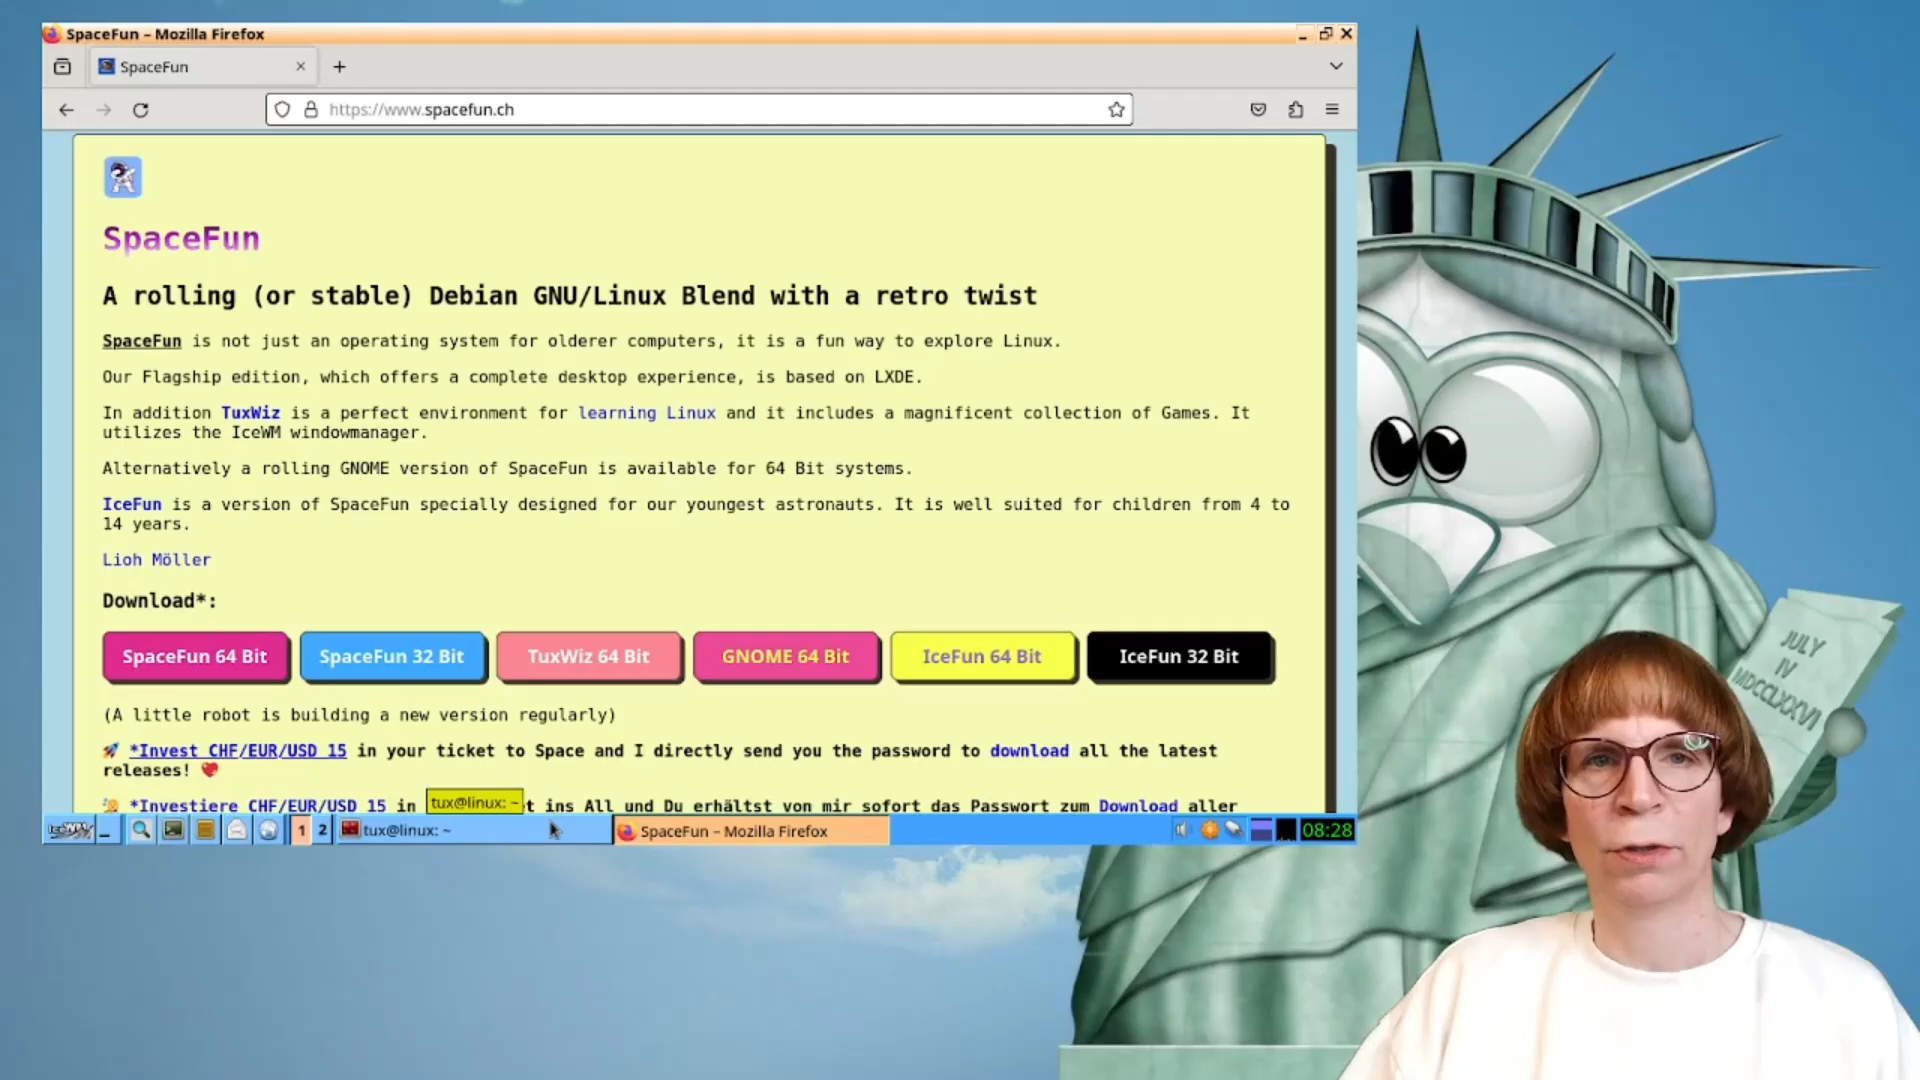 SpaceFun – Mozilla Firefox
SpaceFun
https://www.spacefun.ch
SpaceFun
A rolling (or stable) Debian GNU/Linux Blend with a retro twist
SpaceFun is not just an operating system for olderer computers, it is a fun way to explore Linux.
Our Flagship edition, which offers a complete desktop experience, is based on LXDE.
In addition TuxWiz is a perfect environment for learning Linux and it includes a magnificent collection of Games. It
utilizes the IceWM windowmanager.
Alternatively a rolling GNOME version of SpaceFun is available for 64 Bit systems.
IceFun is a version of SpaceFun specially designed for our youngest astronauts. It is well suited for children from 4 to
14 years.
Lioh Möller
Download*:
SpaceFun 64 Bit SpaceFun 32 Bit TuxWiz 64 Bit GNOME 64 Bit IceFun 64 Bit IceFun 32 Bit
(A little robot is building a new version regularly)
*Invest CHF/EUR/USD 15 in your ticket to Space and I directly send you the password to download all the latest
releases!
*Investiere CHF/EUR/USD 15 in t ins All und Du erhältst von mir sofort das Passwort zum Download aller
tux@linux: ~
IceWM 1 2 tux@linux: ~ SpaceFun – Mozilla Firefox 08:28
JULY
IV
MDCCLXXVI